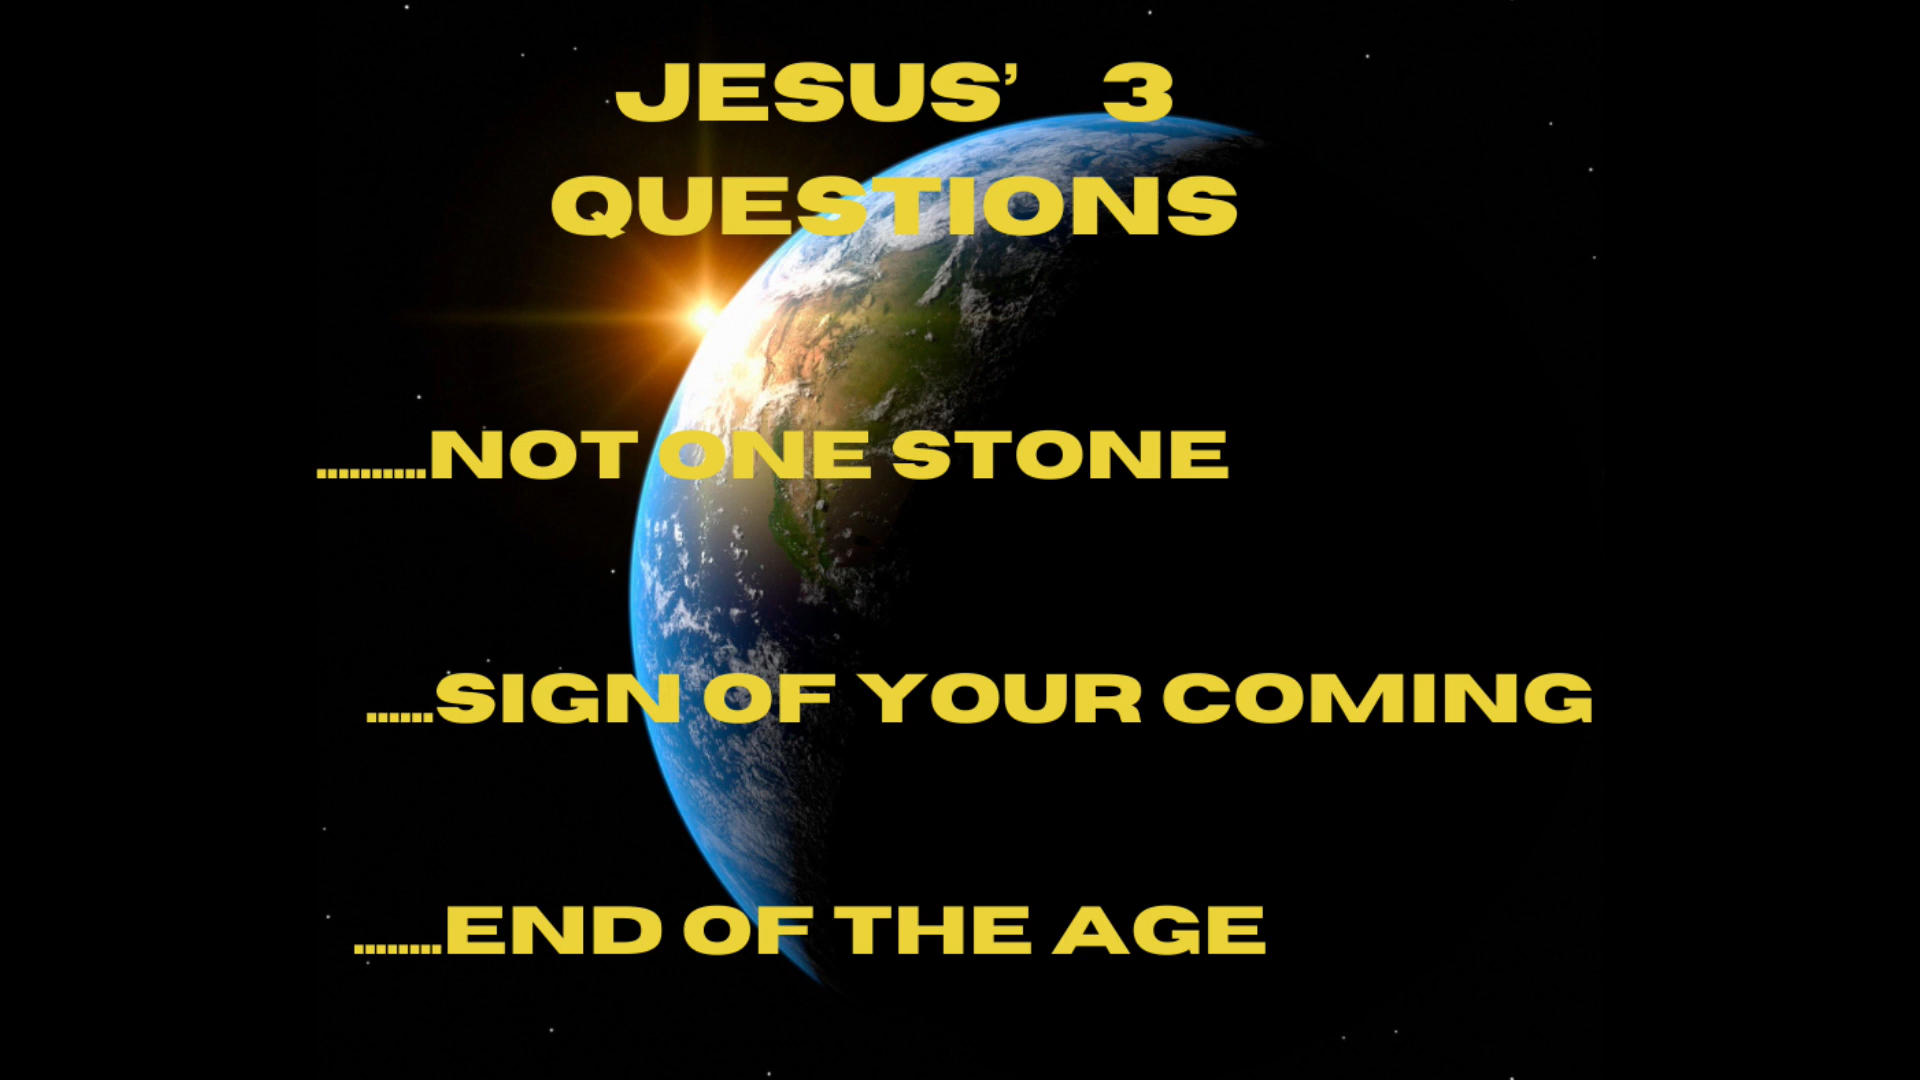 JESUS’ 3
QUESTIONS
..........NOT ONE STONE
......SIGN OF YOUR COMING
........END OF THE AGE